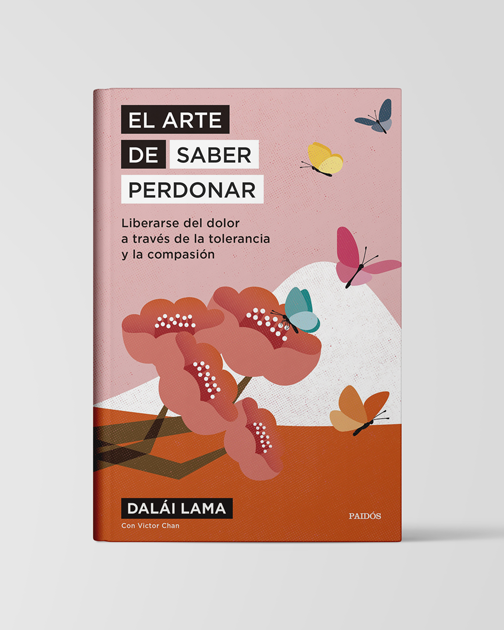 EL ARTE
DE SABER
PERDONAR
Liberarse del dolor
a través de la tolerancia
y la compasión
DALÁI LAMA
Con Victor Chan
PAIDÓS